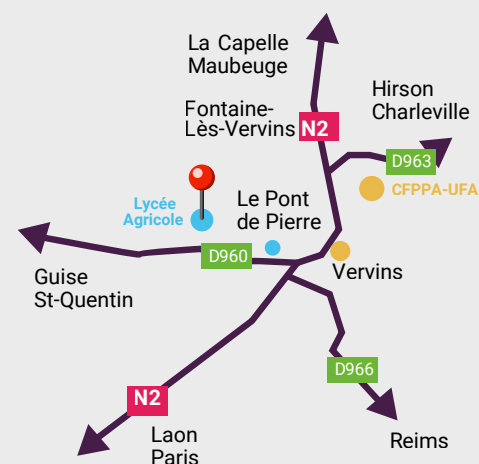 La Capelle
Maubeuge
Hirson
Charleville
Fontaine-
Lès-Vervins
N2
D963
CFPPA-UFA
Lycée
Agricole
Le Pont
de Pierre
D960
Vervins
Guise
St-Quentin
D966
N2
Laon
Paris
Reims